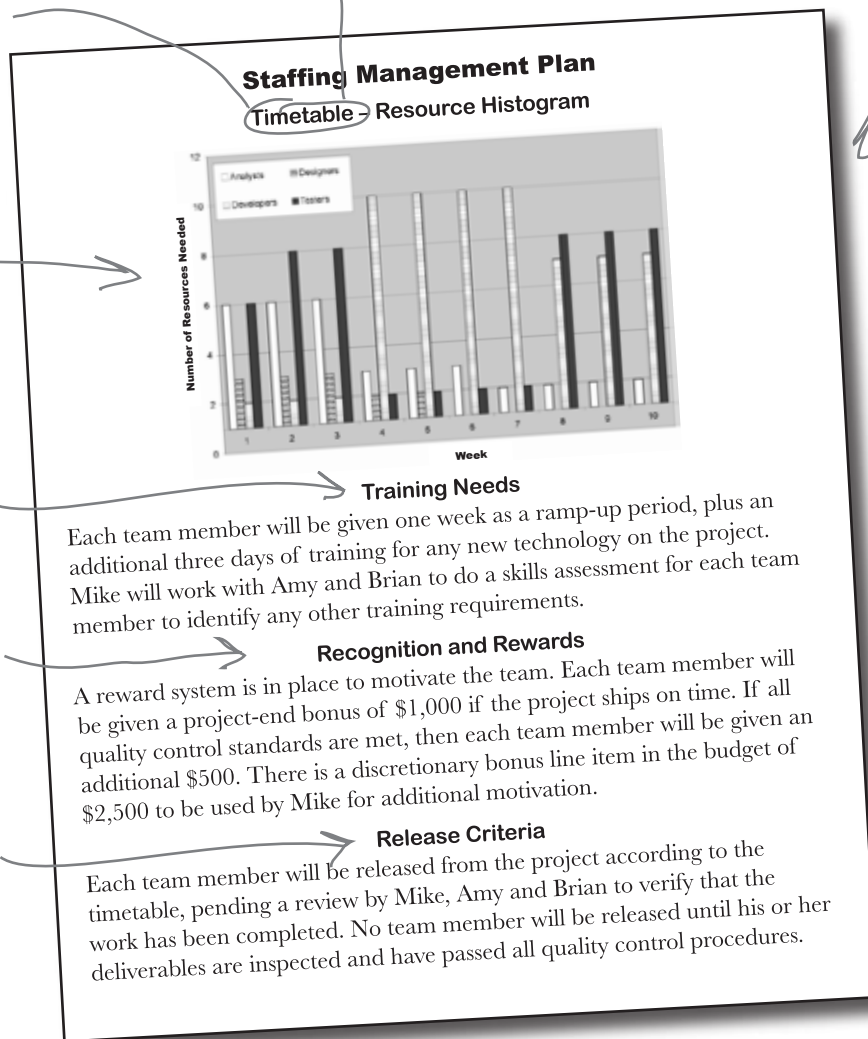 Staffing Management Plan
Timetable – Resource Histogram
12
Analysts Designers
10
Developers Testers
8
6
4
2
0
Number of Resources Needed
1 2 3 4 5 6 7 8 9 10
Week
Training Needs
Each team member will be given one week as a ramp-up period, plus an
additional three days of training for any new technology on the project.
Mike will work with Amy and Brian to do a skills assessment for each team
member to identify any other training requirements.
Recognition and Rewards
A reward system is in place to motivate the team. Each team member will
be given a project-end bonus of $1,000 if the project ships on time. If all
quality control standards are met, then each team member will be given an
additional $500. There is a discretionary bonus line item in the budget of
$2,500 to be used by Mike for additional motivation.
Release Criteria
Each team member will be released from the project according to the
timetable, pending a review by Mike, Amy and Brian to verify that the
work has been completed. No team member will be released until his or her
deliverables are inspected and have passed all quality control procedures.